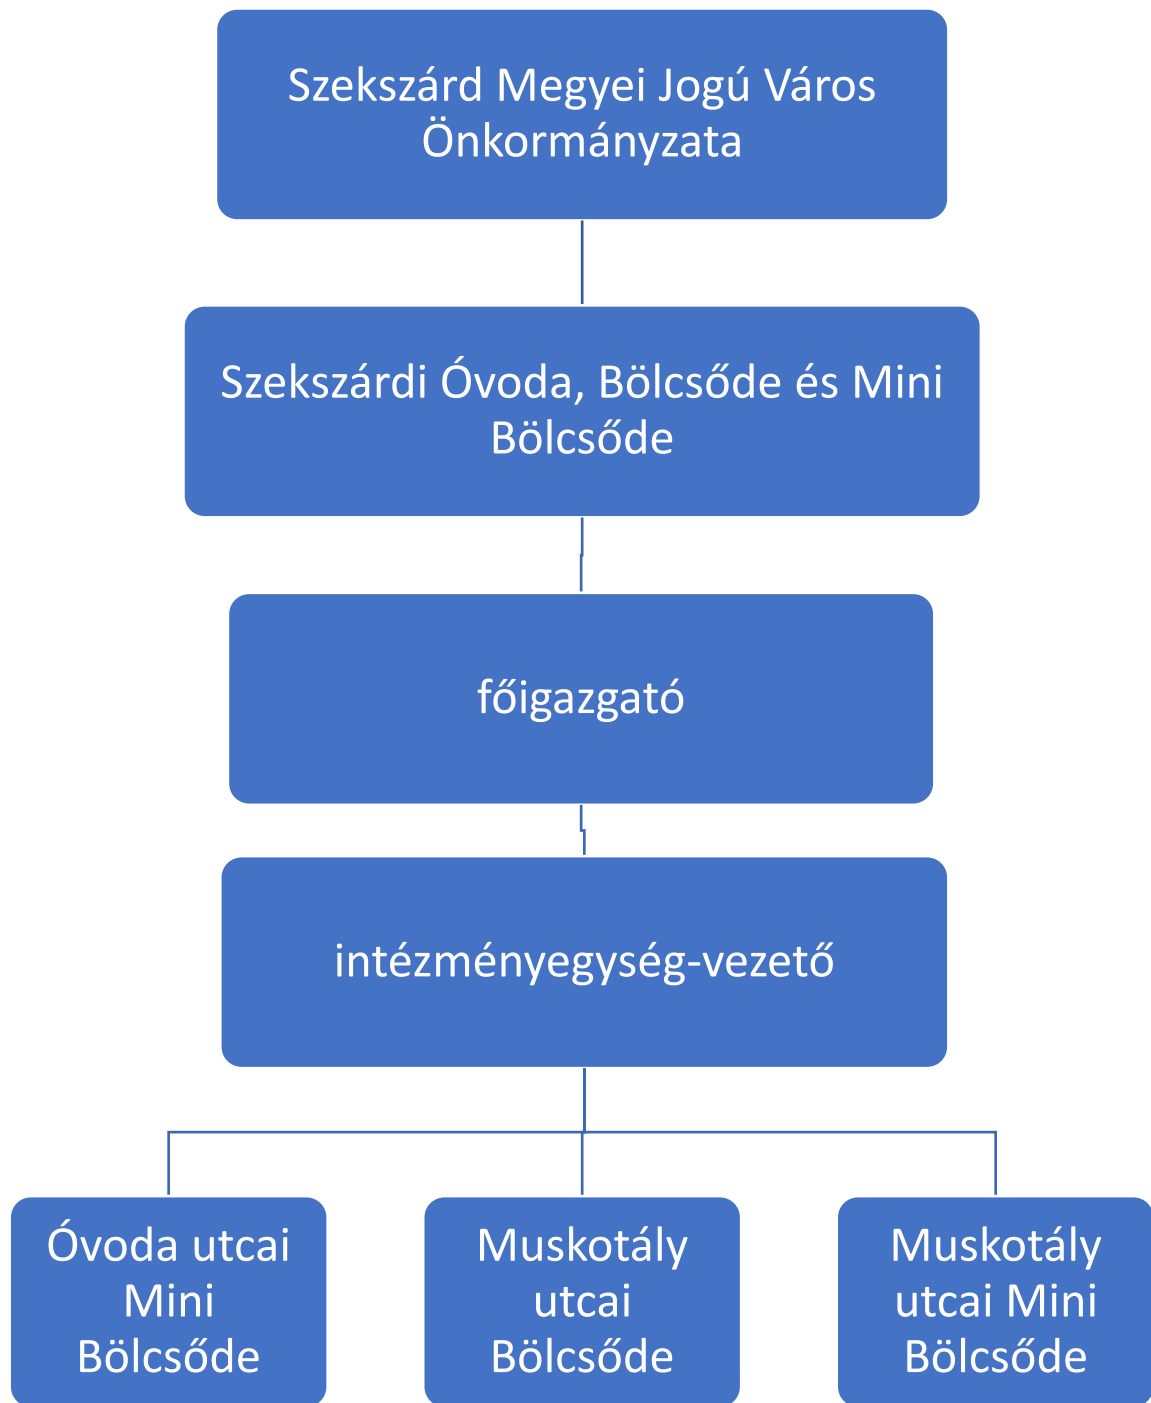 Szekszárd Megyei Jogú Város
Önkormányzata
Szekszárdi Óvoda, Bölcsőde és Mini
Bölcsőde
főigazgató
intézményegység-vezető
Óvoda utcai
Mini
Bölcsőde
Muskotály
utcai
Bölcsőde
Muskotály
utcai Mini
Bölcsőde